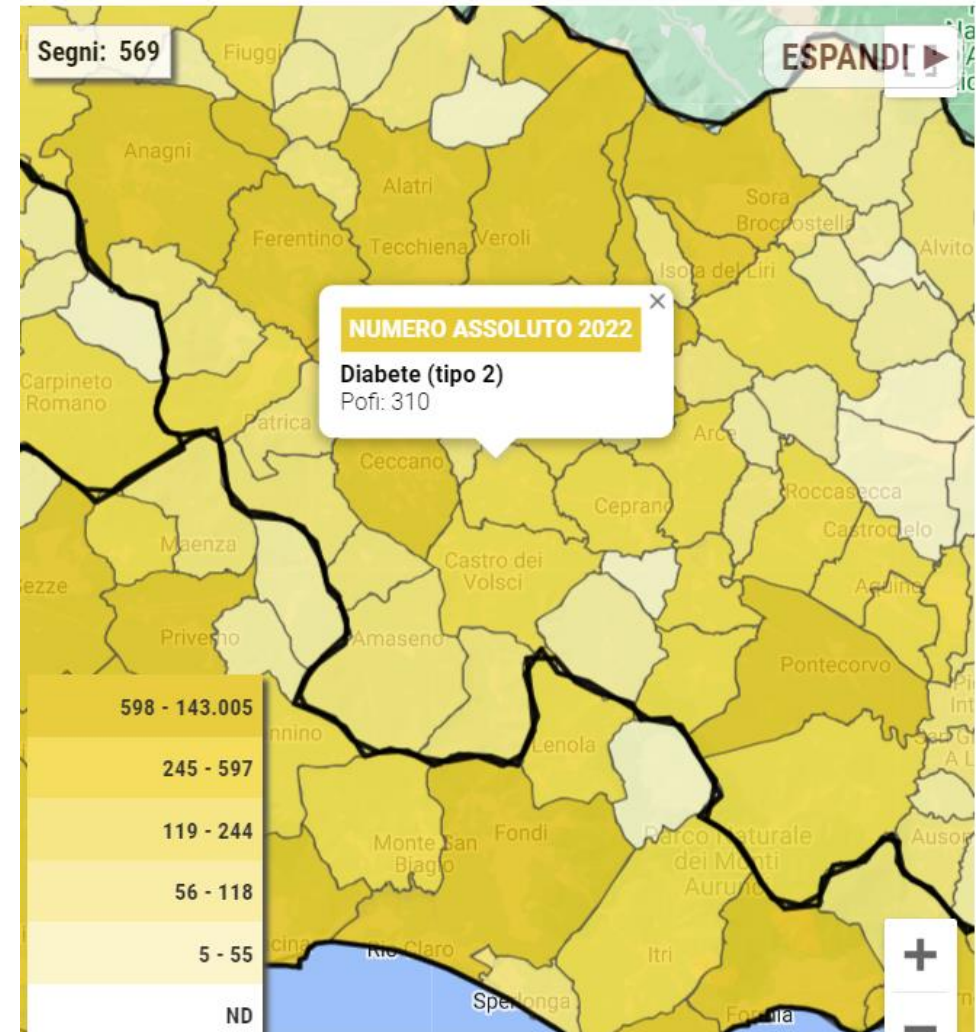 Segni: 569
Fiuggi
ESPANDI ►
Anagni
Alatri
Sora
Broccostella
Ferentino
Tecchiena
Veroli
Alvito
Isola del Liri
NUMERO ASSOLUTO 2022
×
Diabete (tipo 2)
Pofi: 310
Carpineto
Romano
Patrica
Arce
Ceccano
Roccasecca
Ceprano
Castrocielo
Maenza
Castro dei
Volsci
Aquino
Priverno
Amaseno
Pontecorvo
598 - 143.005
Lenola
245 - 597
119 - 244
Monte San
Biagio
Fondi
Parco Naturale
dei Monti
Aurunci
56 - 118
5 - 55
Rio Claro
Itri
+
ND
Sperlonga
Formia